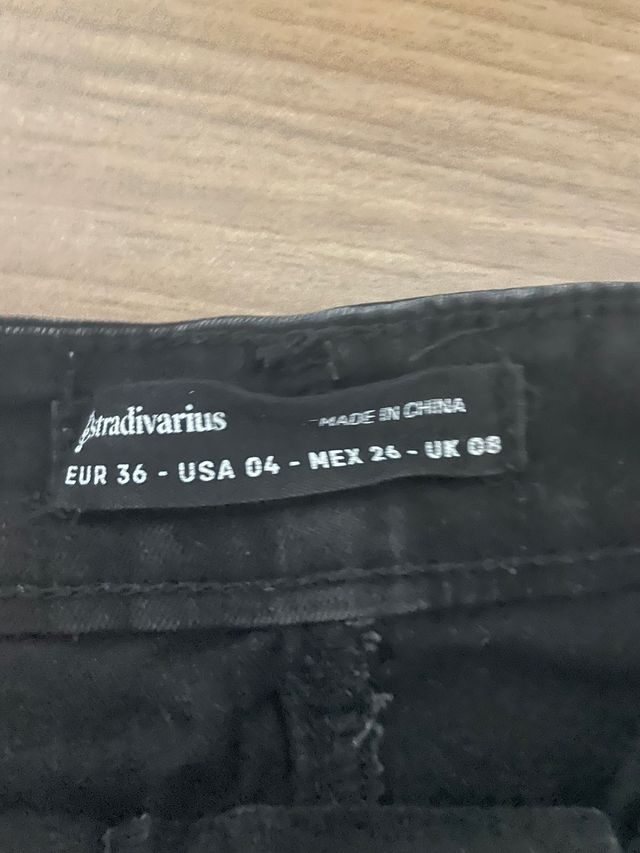 stradivarius
MADE IN CHINA
EUR 36 - USA 04 - MEX 26 - UK 08